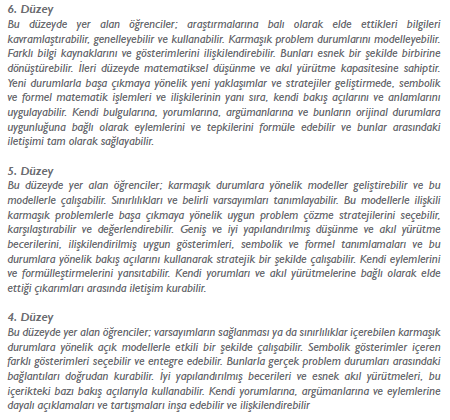 6. Düzey
Bu düzeyde yer alan öğrenciler; araştırmalarına balı olarak elde ettikleri bilgileri
kavramlaştırabilir, genelleyebilir ve kullanabilir. Karmaşık problem durumlarını modelleyebilir.
Farklı bilgi kaynaklarını ve gösterimlerini ilişkilendirebilir. Bunları esnek bir şekilde birbirine
dönüştürebilir. İleri düzeyde matematiksel düşünme ve akıl yürütme kapasitesine sahiptir.
Yeni durumlarla başa çıkmaya yönelik yeni yaklaşımlar ve stratejiler geliştirmede, sembolik
ve formel matematik işlemleri ve ilişkilerinin yanı sıra, kendi bakış açılarını ve anlamlarını
uygulayabilir. Kendi bulgularına, yorumlarına, argümanlarına ve bunların orijinal durumlara
uygunluğuna bağlı olarak eylemlerini ve tepkilerini formüle edebilir ve bunlar arasındaki
iletişimi tam olarak sağlayabilir.
5. Düzey
Bu düzeyde yer alan öğrenciler; karmaşık durumlara yönelik modeller geliştirebilir ve bu
modellerle çalışabilir. Sınırlılıkları ve belirli varsayımları tanımlayabilir. Bu modellerle ilişkili
karmaşık problemlerle başa çıkmaya yönelik uygun problem çözme stratejilerini seçebilir,
karşılaştırabilir ve değerlendirebilir. Geniş ve iyi yapılandırılmış düşünme ve akıl yürütme
becerilerini, ilişkilendirilmiş uygun gösterimleri, sembolik ve formel tanımlamaları ve bu
durumlara yönelik bakış açılarını kullanarak stratejik bir şekilde çalışabilir. Kendi eylemlerini
ve formülleştirmelerini yansıtabilir. Kendi yorumları ve akıl yürütmelerine bağlı olarak elde
ettiği çıkarımları arasında iletişim kurabilir.
4. Düzey
Bu düzeyde yer alan öğrenciler; varsayımların sağlanması ya da sınırlılıklar içerebilen karmaşık
durumlara yönelik açık modellerle etkili bir şekilde çalışabilir. Sembolik gösterimler içeren
farklı gösterimleri seçebilir ve entegre edebilir. Bunlarla gerçek problem durumları arasındaki
bağlantıları doğrudan kurabilir. İyi yapılandırılmış becerileri ve esnek akıl yürütmeleri, bu
içerikteki bazı bakış açılarıyla kullanabilir. Kendi yorumlarına, argümanlarına ve eylemlerine
dayalı açıklamaları ve tartışmaları inşa edebilir ve ilişkilendirebilir